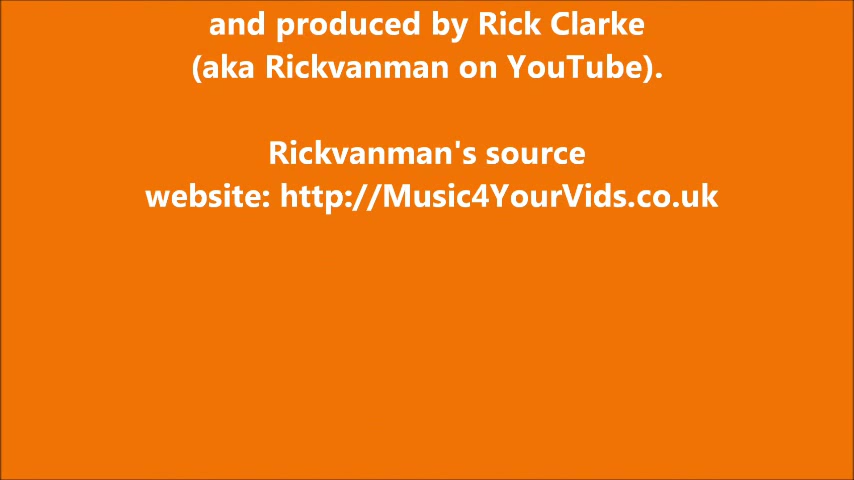 and produced by Rick Clarke
(aka Rickvanman on YouTube).
Rickvanman's source
website: http://Music4YourVids.co.uk